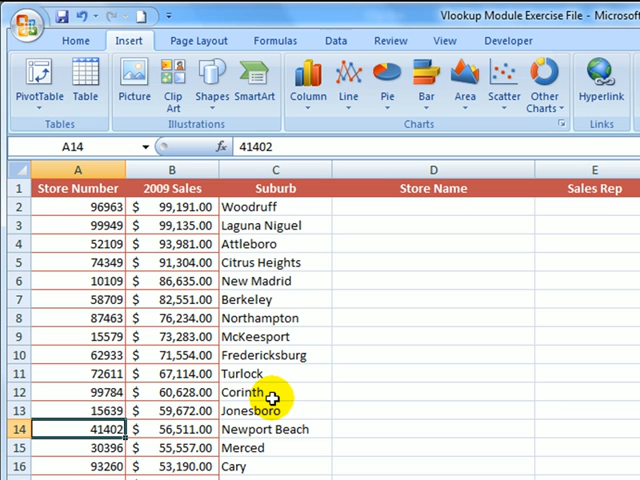 Vlookup Module Exercise File - Microsof
Home Insert Page Layout Formulas Data Review View Developer
PivotTable Table Picture Clip Art Shapes SmartArt Column Line Pie Bar Area Scatter Other Charts Hyperlink
Tables Illustrations Charts Links
A14 fx 41402
A B C D E
1 Store Number 2009 Sales Suburb Store Name Sales Rep
2 96963 $ 99,191.00 Woodruff
3 99949 $ 99,135.00 Laguna Niguel
4 52109 $ 93,981.00 Attleboro
5 74349 $ 91,304.00 Citrus Heights
6 10109 $ 86,635.00 New Madrid
7 58709 $ 82,551.00 Berkeley
8 87463 $ 76,234.00 Northampton
9 15579 $ 73,283.00 McKeesport
10 62933 $ 71,554.00 Fredericksburg
11 72611 $ 67,114.00 Turlock
12 99784 $ 60,628.00 Corinth
13 15639 $ 59,672.00 Jonesboro
14 41402 $ 56,511.00 Newport Beach
15 30396 $ 55,557.00 Merced
16 93260 $ 53,190.00 Cary